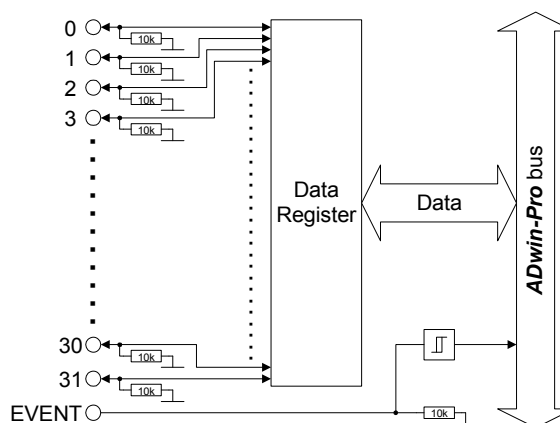 0
10k
1
10k
2
10k
3
10k
Data
Register
Data
ADwin-Pro bus
30
10k
31
10k
EVENT
10k